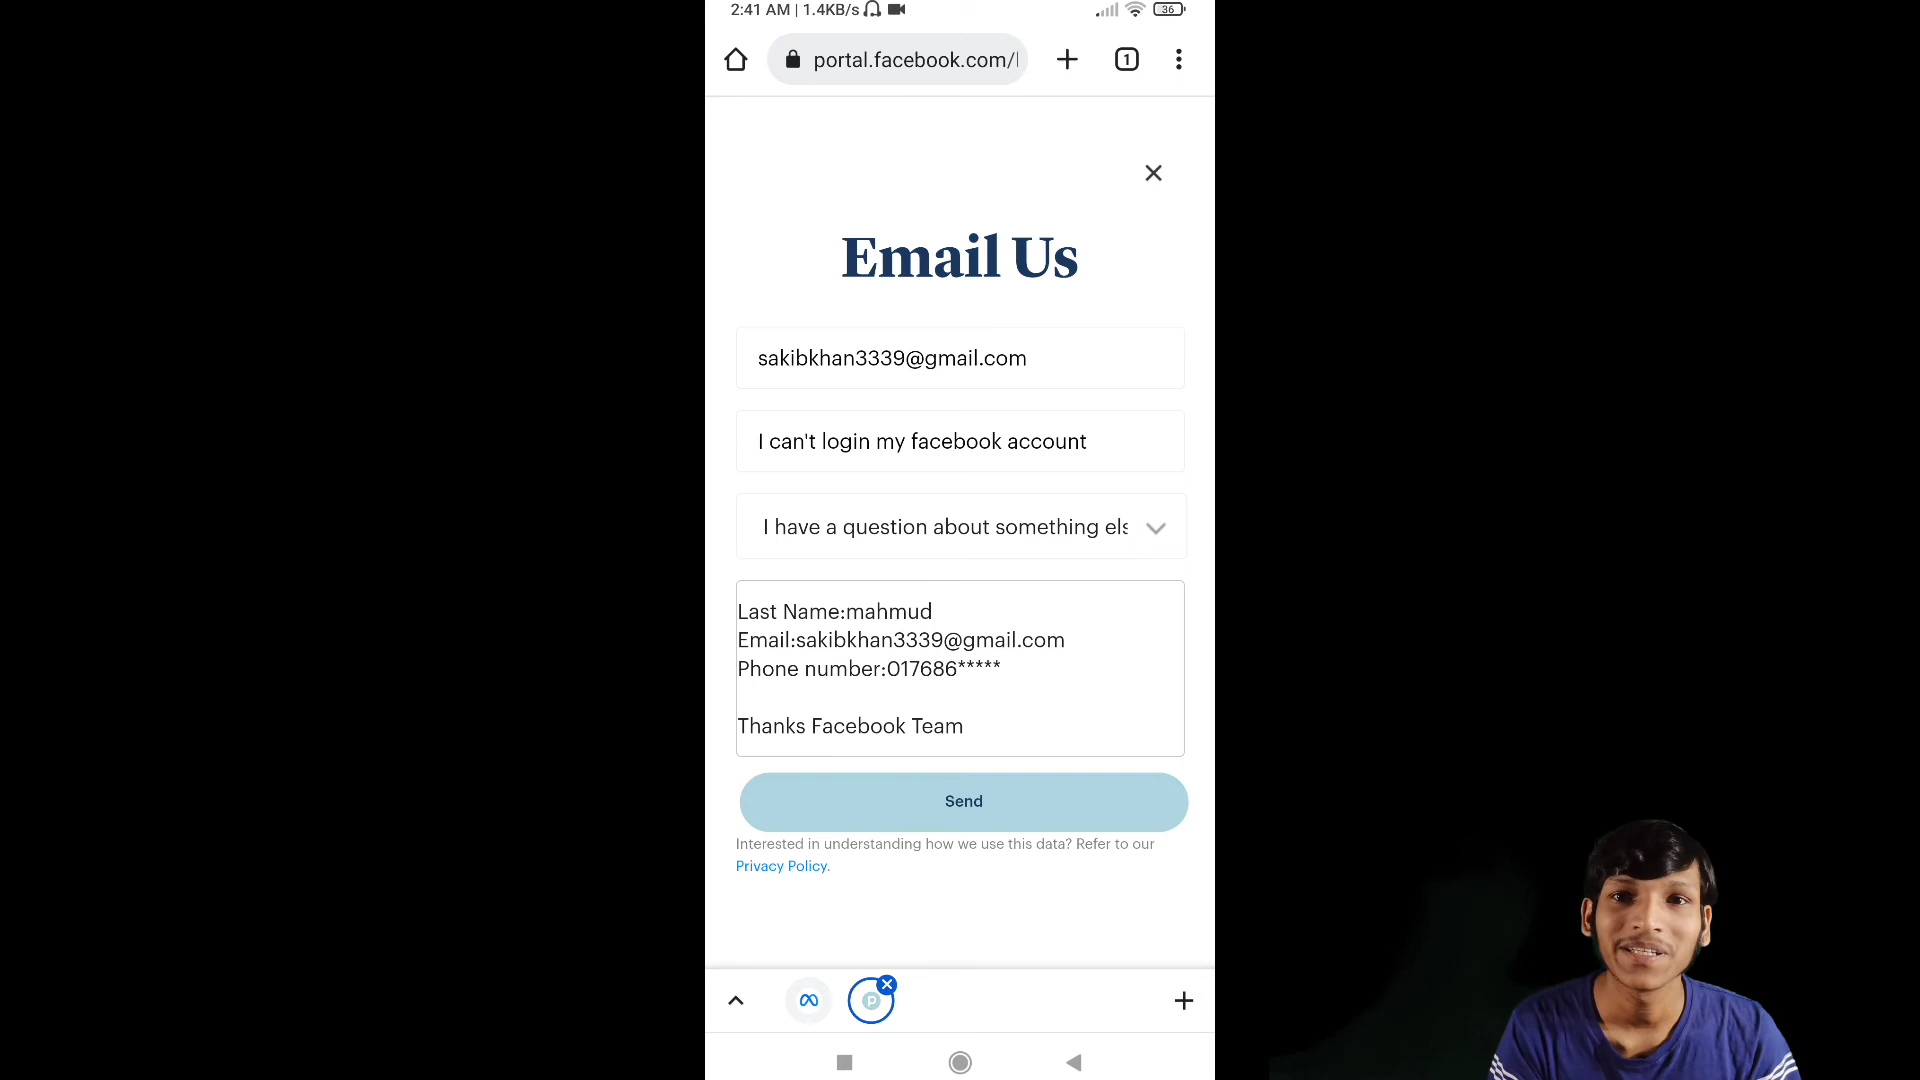 2:41 AM | 1.4KB/s
36
portal.facebook.com/
1
Email Us
sakibkhan3339@gmail.com
I can't login my facebook account
I have a question about something els
Last Name:mahmud
Email:sakibkhan3339@gmail.com
Phone number:017686*****
Thanks Facebook Team
Send
Interested in understanding how we use this data? Refer to our
Privacy Policy.
p